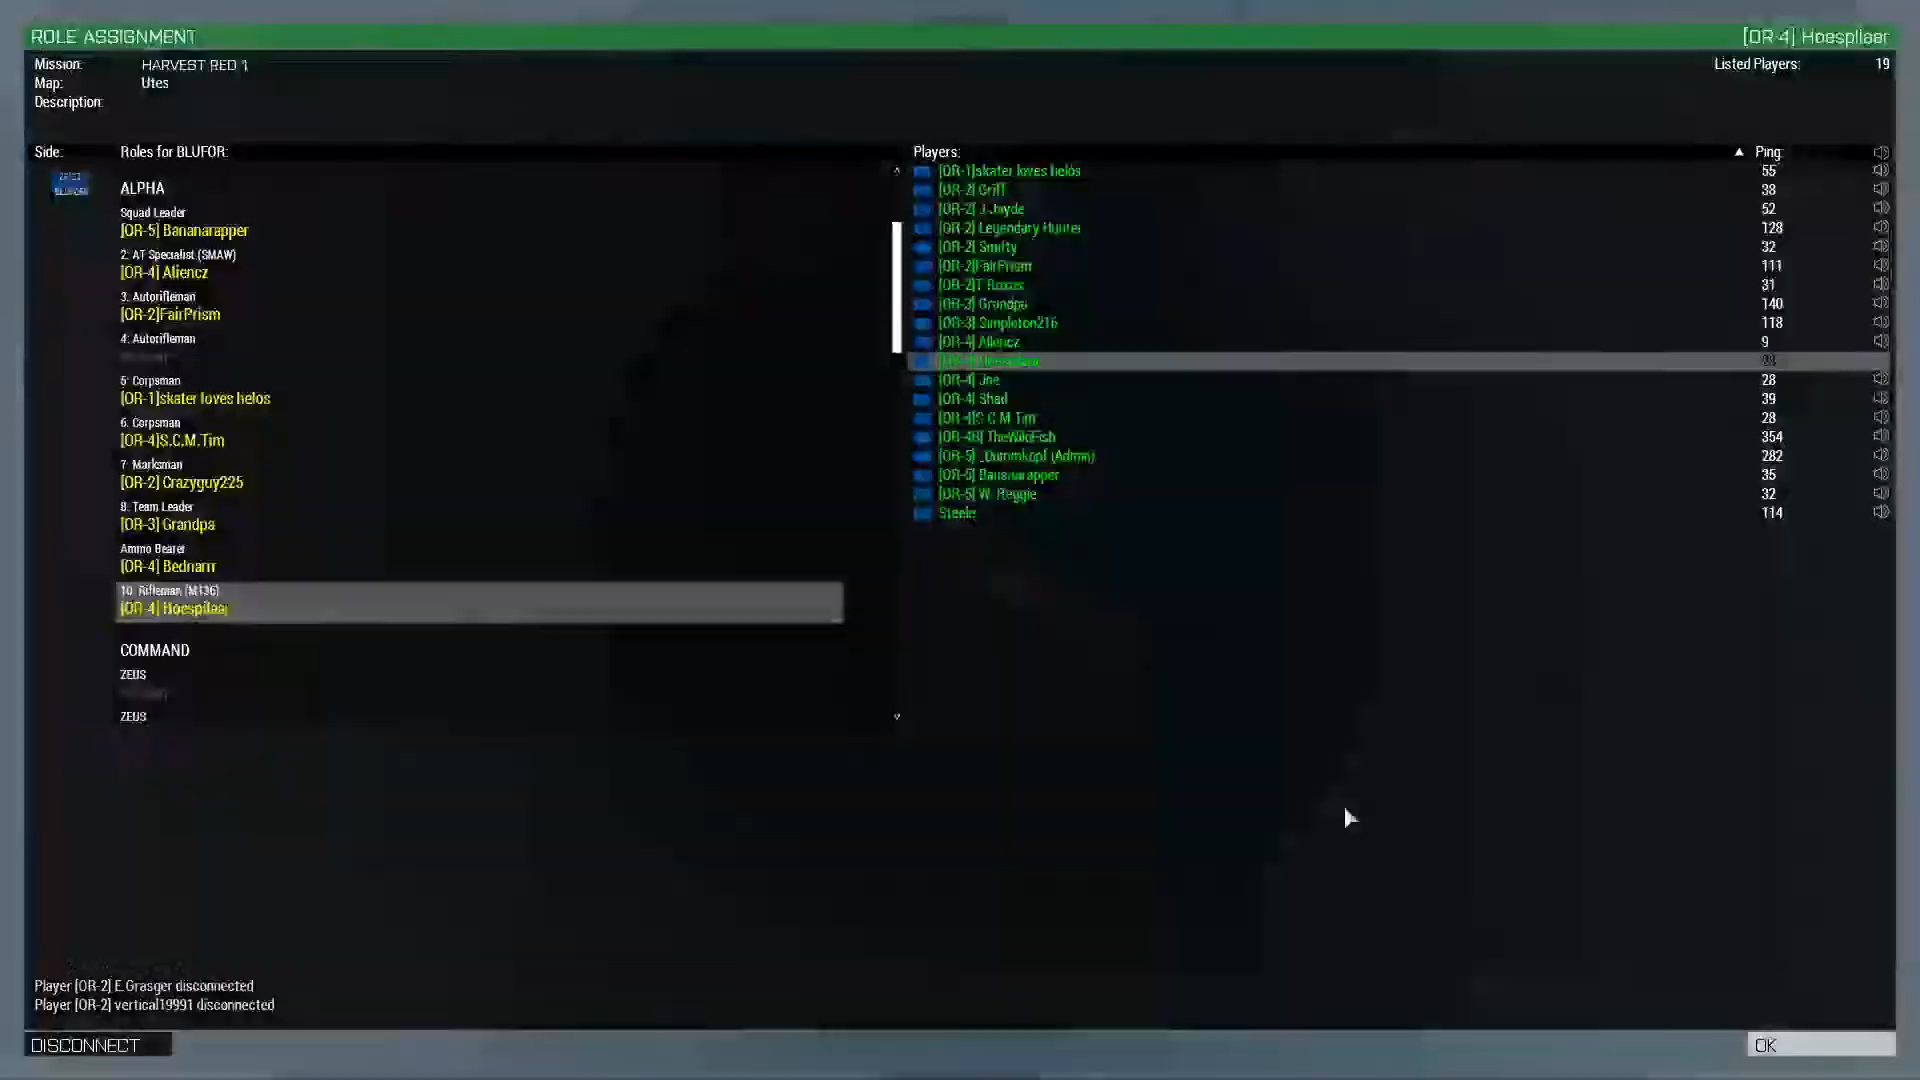 ROLE ASSIGNMENT
[OR-4] Hoespilaar
Mission: HARVEST RED 1
Listed Players: 19
Map: Utes
Description:
Side:
Roles for BLUFOR:
BLUFOR
ALPHA
Squad Leader
[OR-5] Bananarapper
2: AT Specialist (SMAW)
[OR-4] Aliencz
3: Autorifleman
[OR-2]FairPrism
4: Autorifleman
5: Corpsman
[OR-1]skater loves helos
6: Corpsman
[OR-4]S.C.M.Tim
7: Marksman
[OR-2] Crazyguy225
8: Team Leader
[OR-3] Grandpa
Ammo Bearer
[OR-4] Bednarrr
10: Rifleman (M136)
[OR-4] Hoespilaar
COMMAND
ZEUS
ZEUS
Players: Ping:
[OR-1]skater loves helos 55
[OR-2] Griff 38
[OR-2] J.Jayde 52
[OR-2] Legendary Hunter 128
[OR-2] Smifty 32
[OR-2]FairPrism 111
[OR-2]T.Roxas 31
[OR-3] Grandpa 140
[OR-3] Simpleton216 118
[OR-4] Aliencz 9
[OR-4] Joe 28
[OR-4] Shad 39
[OR-4]S.C.M.Tim 28
[OR-4B] TheWildFish 354
[OR-5] _Dummkopf (Admin) 282
[OR-5] Bananarapper 35
[OR-5] W. Reggie 32
Steele 114
Player [OR-2] E.Grasger disconnected
Player [OR-2] vertical19991 disconnected
DISCONNECT
OK